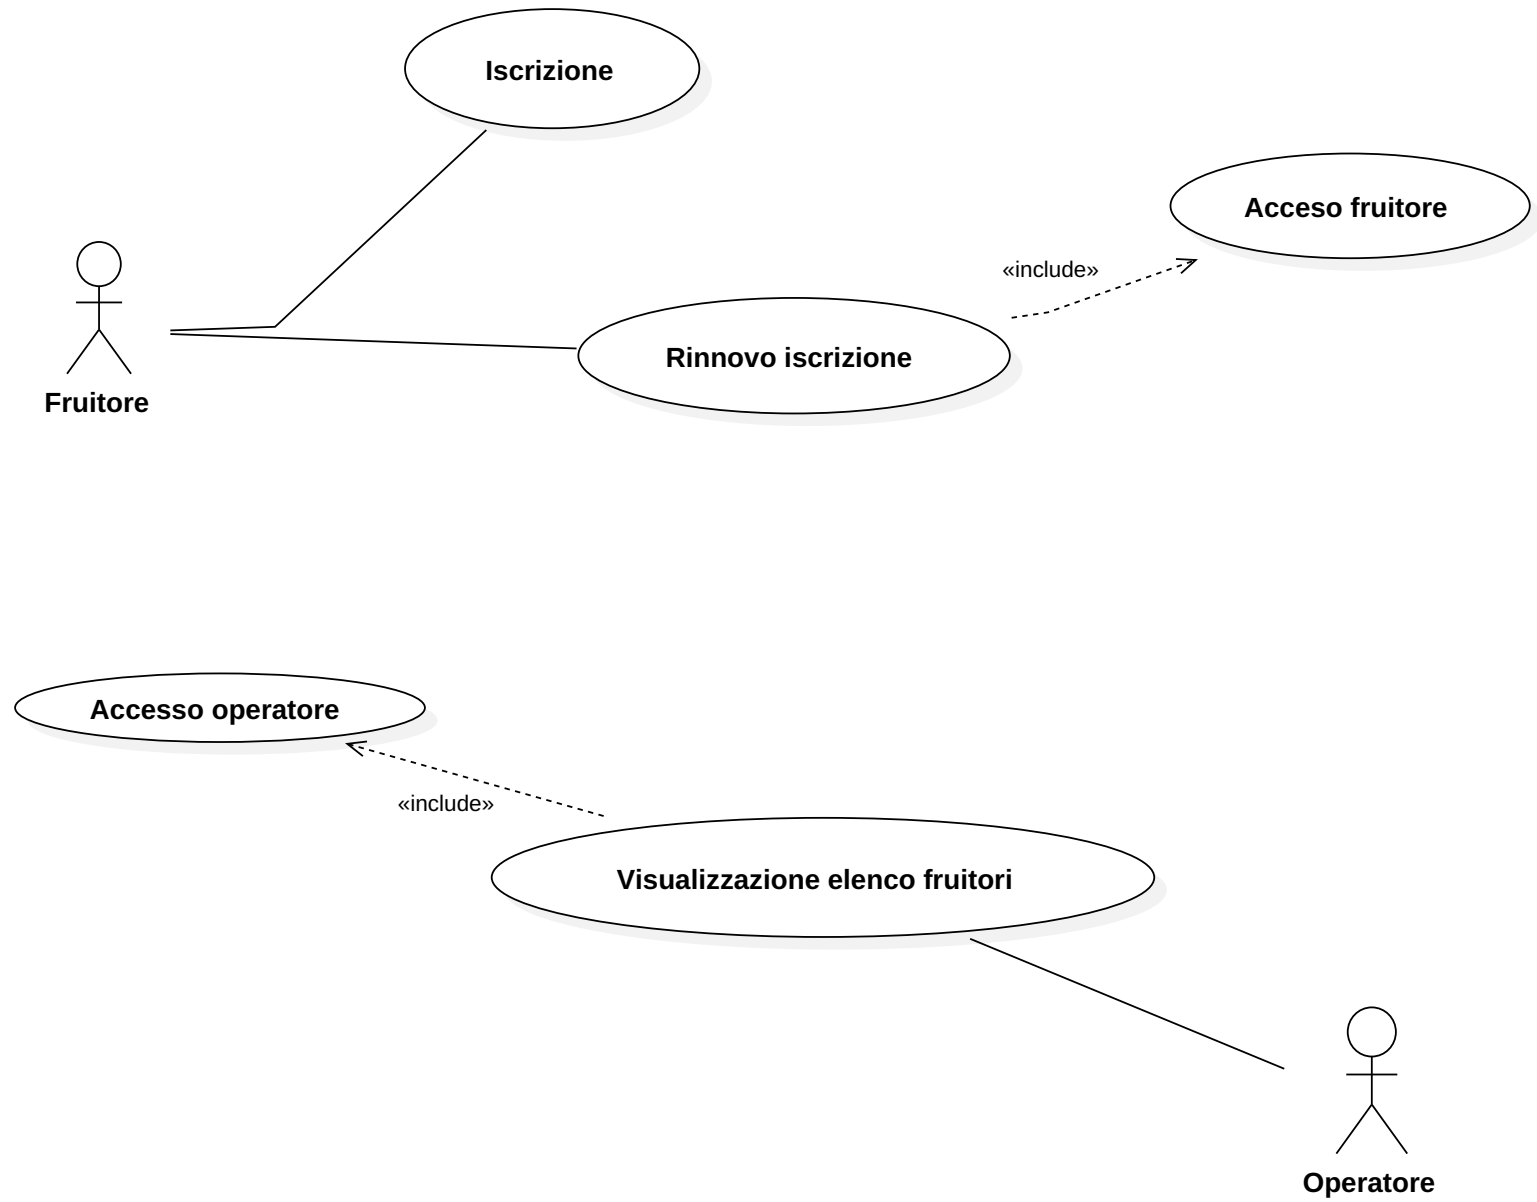 Iscrizione
Acceso fruitore
«include»
Rinnovo iscrizione
Fruitore
Accesso operatore
«include»
Visualizzazione elenco fruitori
Operatore